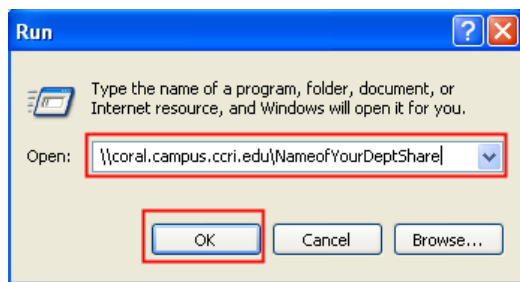 Run
Type the name of a program, folder, document, or
Internet resource, and Windows will open it for you.
Open: \\coral.campus.ccri.edu\NameofYourDeptShare
OK Cancel Browse...